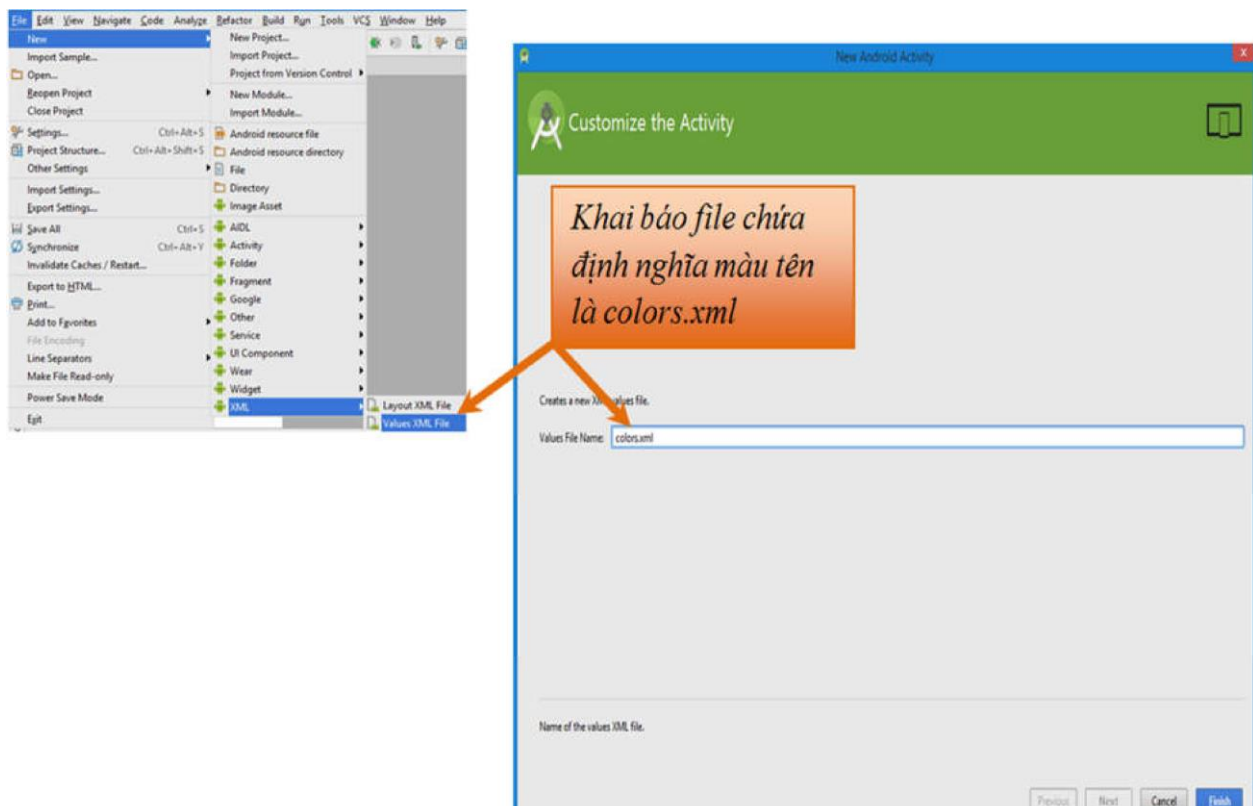 File Edit View Navigate Code Analyze Refactor Build Run Tools VCS Window Help
New
Import Sample...
Open...
Reopen Project
Close Project
Settings... Ctrl+Alt+S
Project Structure... Ctrl+Alt+Shift+S
Other Settings
Import Settings...
Export Settings...
Save All Ctrl+S
Synchronize Ctrl+Alt+Y
Invalidate Caches / Restart...
Export to HTML...
Print...
Add to Favorites
File Encoding
Line Separators
Make File Read-only
Power Save Mode
Exit
New Project...
Import Project...
Project from Version Control
New Module...
Import Module...
Android resource file
Android resource directory
File
Directory
Image Asset
AIDL
Activity
Folder
Fragment
Google
Other
Service
UI Component
Wear
Widget
XML
Layout XML File
Values XML File
New Android Activity
Customize the Activity
Khai báo file chứa
định nghĩa màu tên
là colors.xml
Creates a new XML values file.
Values File Name: colors.xml
Name of the values XML file.
Previous Next Cancel Finish